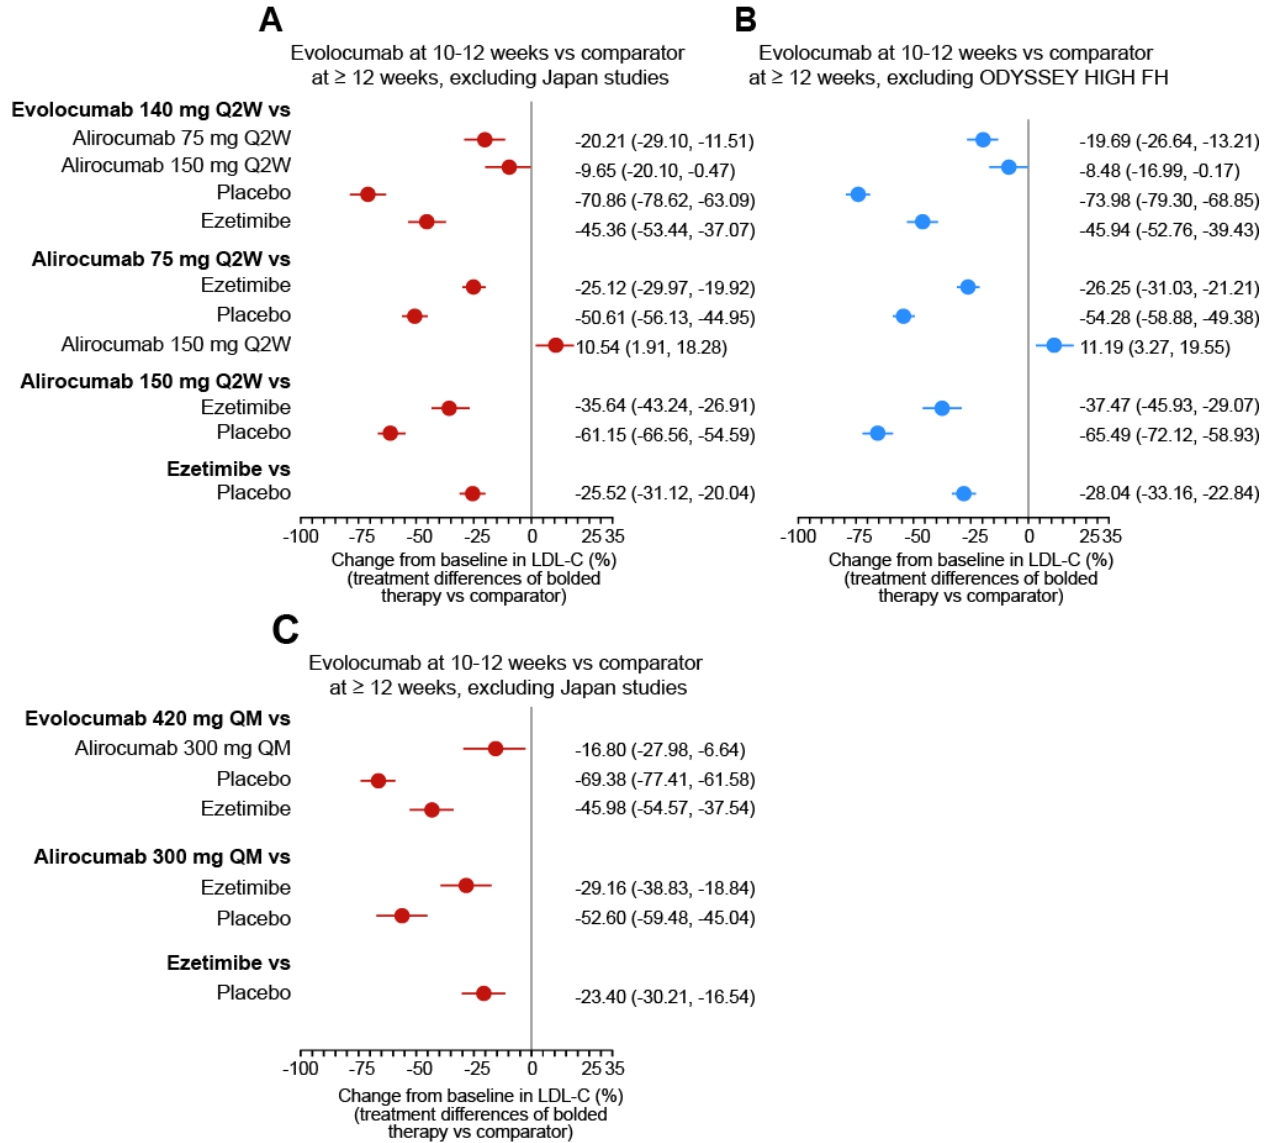 A
Evolocumab at 10-12 weeks vs comparator
at ≥ 12 weeks, excluding Japan studies
B
Evolocumab at 10-12 weeks vs comparator
at ≥ 12 weeks, excluding ODYSSEY HIGH FH
Evolocumab 140 mg Q2W vs
Alirocumab 75 mg Q2W -20.21 (-29.10, -11.51) -19.69 (-26.64, -13.21)
Alirocumab 150 mg Q2W -9.65 (-20.10, -0.47) -8.48 (-16.99, -0.17)
Placebo -70.86 (-78.62, -63.09) -73.98 (-79.30, -68.85)
Ezetimibe -45.36 (-53.44, -37.07) -45.94 (-52.76, -39.43)
Alirocumab 75 mg Q2W vs
Ezetimibe -25.12 (-29.97, -19.92) -26.25 (-31.03, -21.21)
Placebo -50.61 (-56.13, -44.95) -54.28 (-58.88, -49.38)
Alirocumab 150 mg Q2W 10.54 (1.91, 18.28) 11.19 (3.27, 19.55)
Alirocumab 150 mg Q2W vs
Ezetimibe -35.64 (-43.24, -26.91) -37.47 (-45.93, -29.07)
Placebo -61.15 (-66.56, -54.59) -65.49 (-72.12, -58.93)
Ezetimibe vs
Placebo -25.52 (-31.12, -20.04) -28.04 (-33.16, -22.84)
-100 -75 -50 -25 0 25 35 -100 -75 -50 -25 0 25 35
Change from baseline in LDL-C (%)
(treatment differences of bolded
therapy vs comparator)
Change from baseline in LDL-C (%)
(treatment differences of bolded
therapy vs comparator)
C
Evolocumab at 10-12 weeks vs comparator
at ≥ 12 weeks, excluding Japan studies
Evolocumab 420 mg QM vs
Alirocumab 300 mg QM -16.80 (-27.98, -6.64)
Placebo -69.38 (-77.41, -61.58)
Ezetimibe -45.98 (-54.57, -37.54)
Alirocumab 300 mg QM vs
Ezetimibe -29.16 (-38.83, -18.84)
Placebo -52.60 (-59.48, -45.04)
Ezetimibe vs
Placebo -23.40 (-30.21, -16.54)
-100 -75 -50 -25 0 25 35
Change from baseline in LDL-C (%)
(treatment differences of bolded
therapy vs comparator)